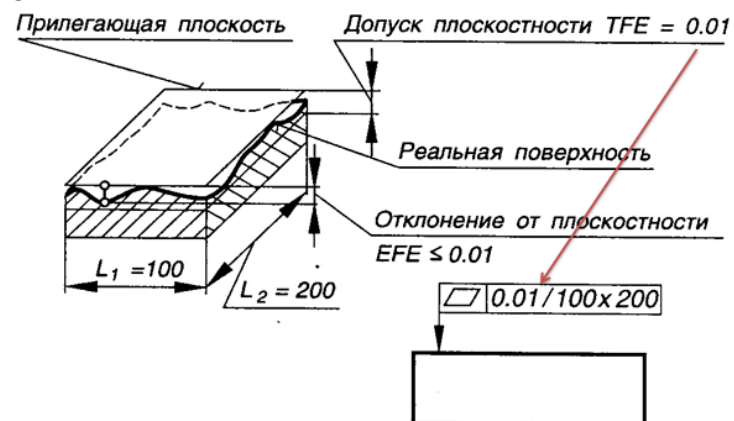 Прилегающая плоскость
Допуск плоскостности TFE = 0.01
Реальная поверхность
Отклонение от плоскостности
EFE ≤ 0.01
L₁ =100
L₂ = 200
0.01/100x200